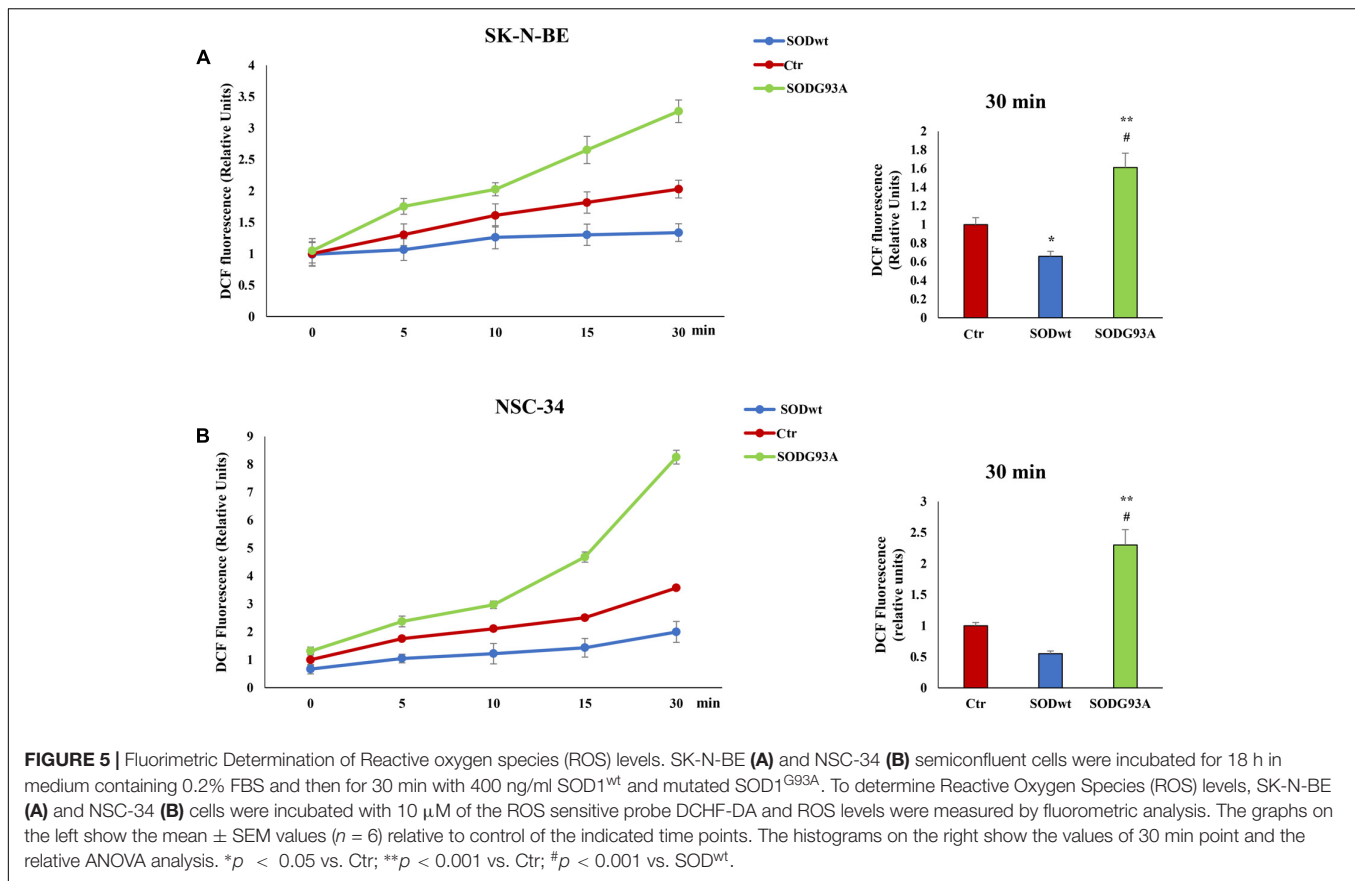 SK-N-BE
A
SODwt
Ctr
SODG93A
DCF fluorescence (Relative Units)
4
3.5
3
2.5
2
1.5
1
0.5
0
0 5 10 15 30 min
30 min
DCF fluorescence
(Relative Units)
2
1.8
1.6
1.4
1.2
1
0.8
0.6
0.4
0.2
0
*
**
#
Ctr SODwt SODG93A
NSC-34
B
SODwt
Ctr
SODG93A
DCF Fluorescence (Relative Units)
9
8
7
6
5
4
3
2
1
0
0 5 10 15 30 min
30 min
DCF Fluorescence
(relative units)
3
2.5
2
1.5
1
0.5
0
**
#
Ctr SODwt SODG93A
FIGURE 5 | Fluorimetric Determination of Reactive oxygen species (ROS) levels. SK-N-BE (A) and NSC-34 (B) semiconfluent cells were incubated for 18 h in
medium containing 0.2% FBS and then for 30 min with 400 ng/ml SOD1wt and mutated SOD1G93A. To determine Reactive Oxygen Species (ROS) levels, SK-N-BE
(A) and NSC-34 (B) cells were incubated with 10 μM of the ROS sensitive probe DCHF-DA and ROS levels were measured by fluorometric analysis. The graphs on
the left show the mean ± SEM values (n = 6) relative to control of the indicated time points. The histograms on the right show the values of 30 min point and the
relative ANOVA analysis. *p < 0.05 vs. Ctr; **p < 0.001 vs. Ctr; #p < 0.001 vs. SODwt.